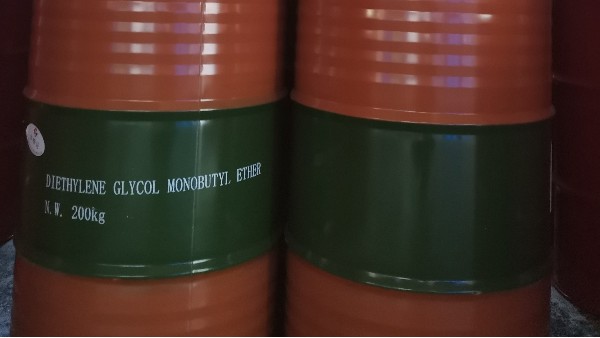 DIETHYLENE GLYCOL MONOBUTYL ETHER
N.W. 200kg